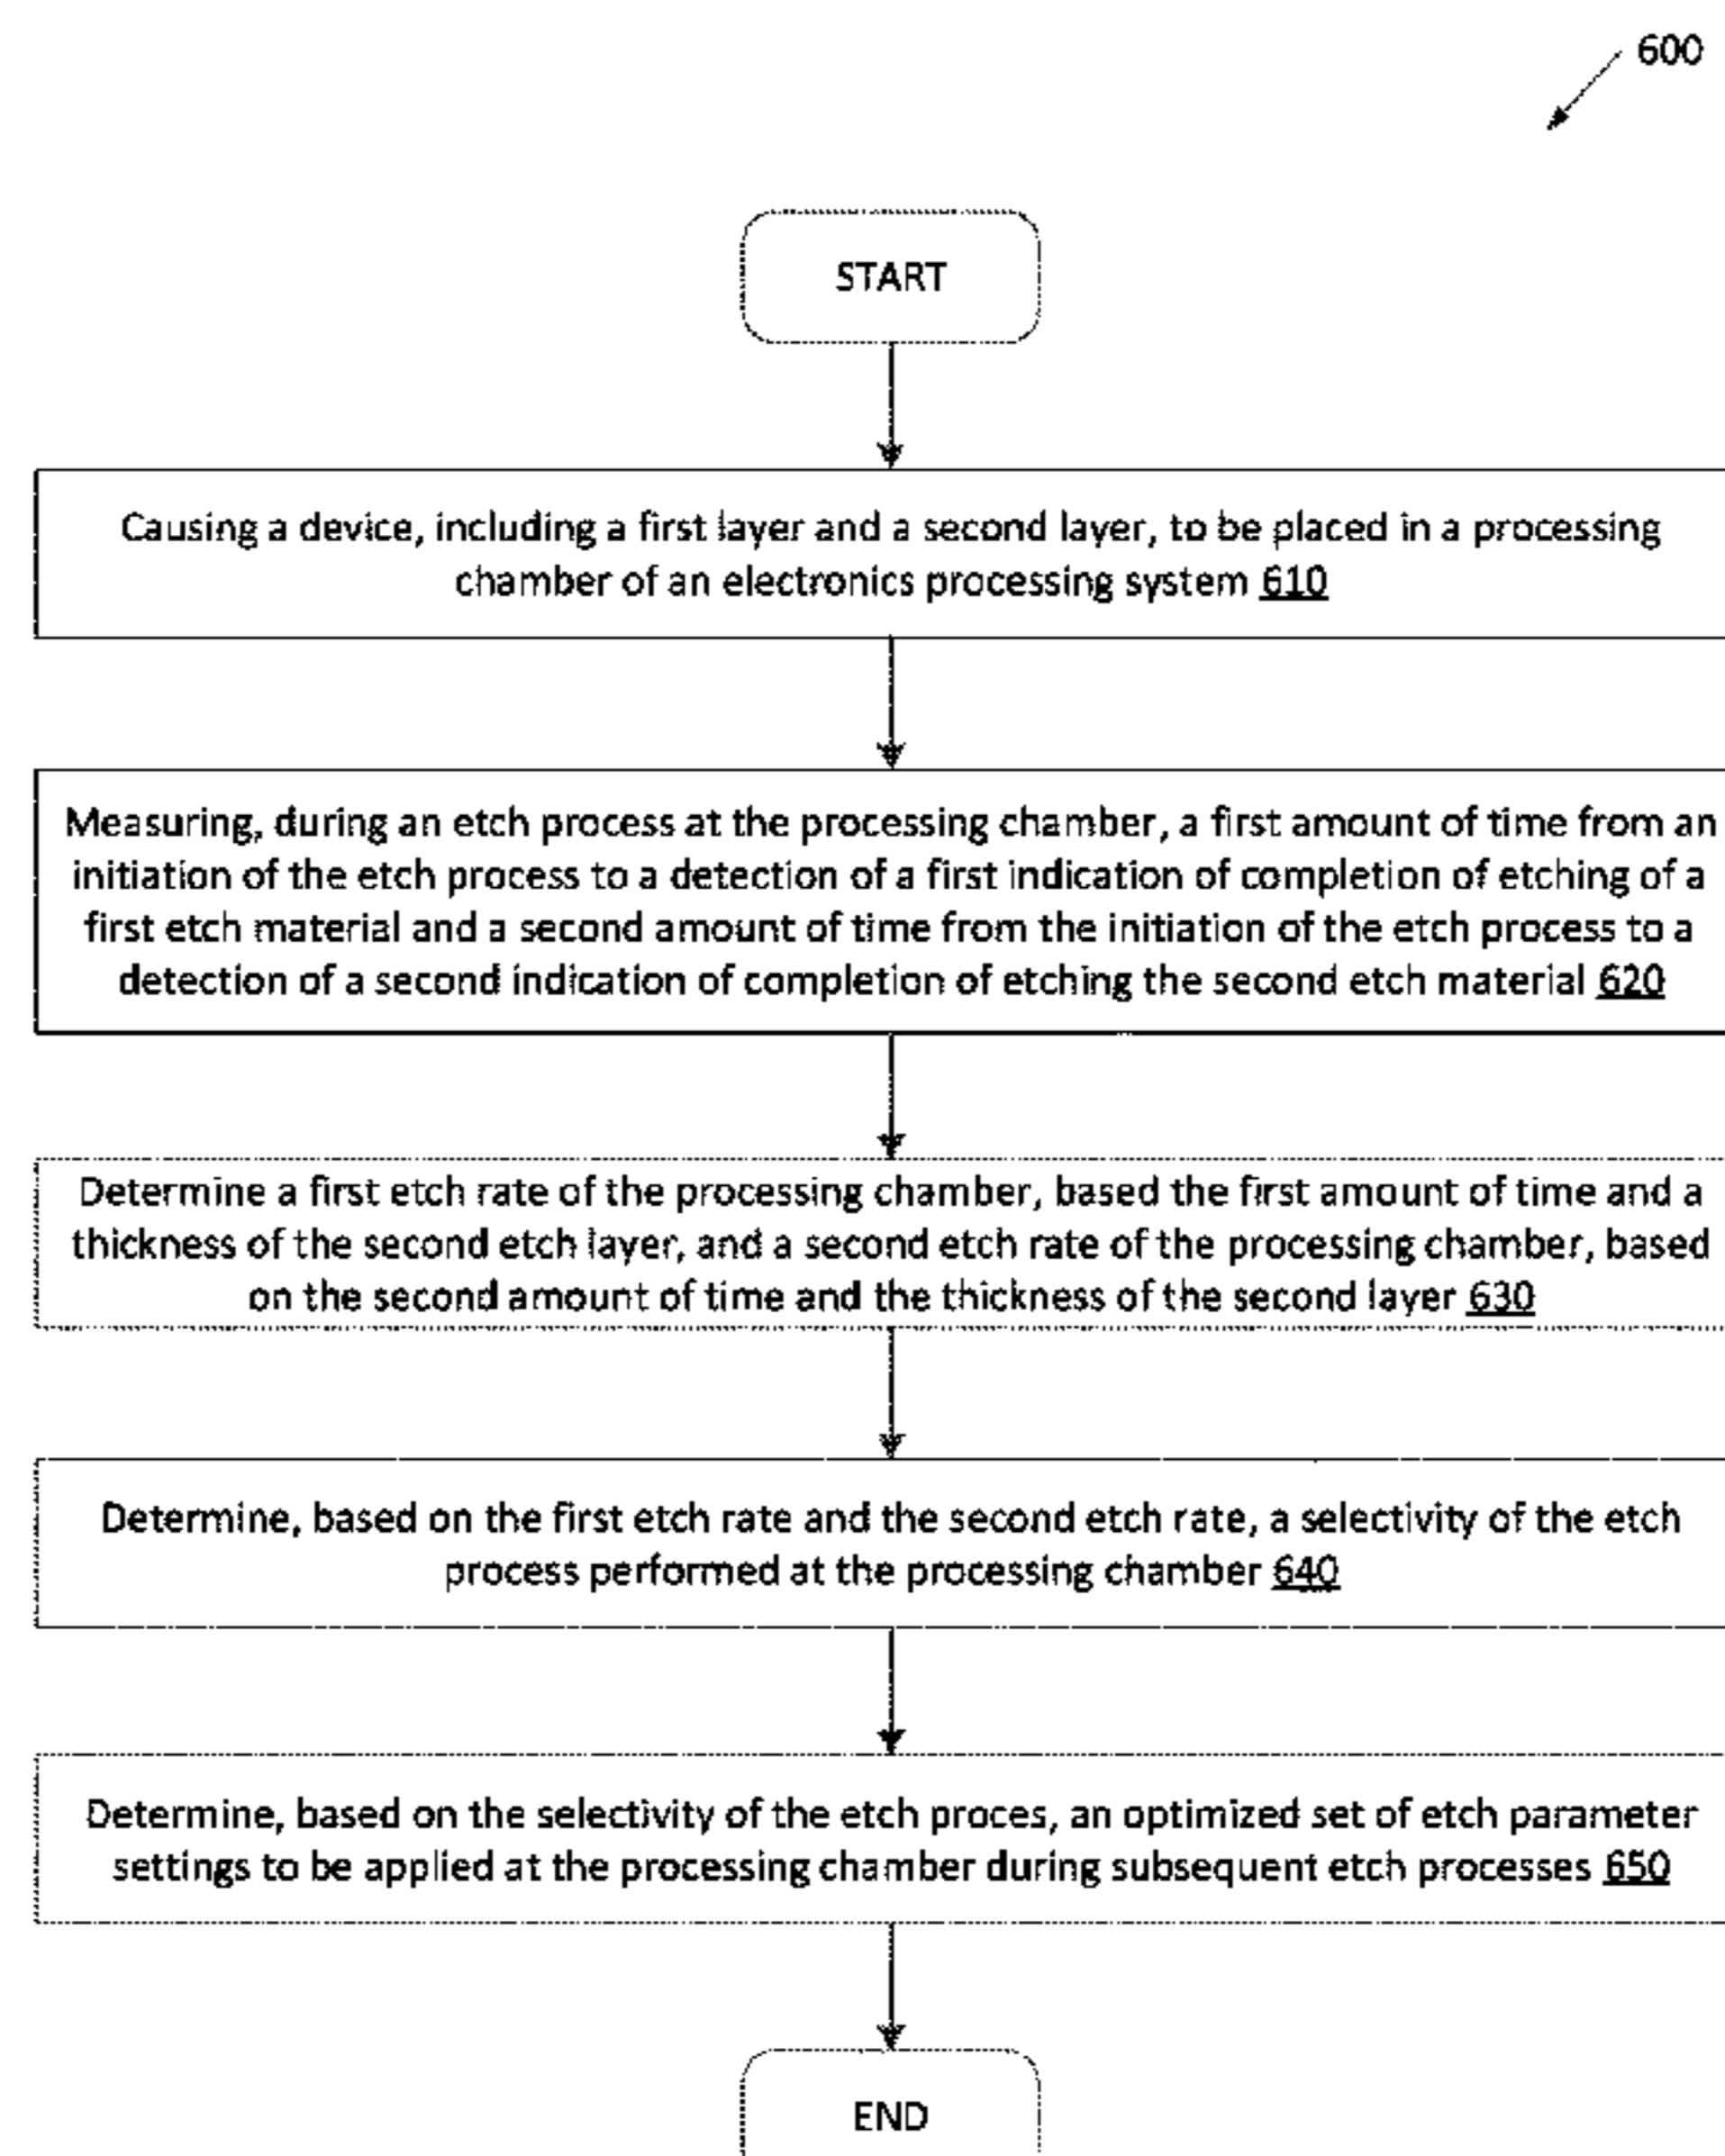 600
START
Causing a device, including a first layer and a second layer, to be placed in a processing
chamber of an electronics processing system 610
Measuring, during an etch process at the processing chamber, a first amount of time from an
initiation of the etch process to a detection of a first indication of completion of etching of a
first etch material and a second amount of time from the initiation of the etch process to a
detection of a second indication of completion of etching the second etch material 620
Determine a first etch rate of the processing chamber, based the first amount of time and a
thickness of the second etch layer, and a second etch rate of the processing chamber, based
on the second amount of time and the thickness of the second layer 630
Determine, based on the first etch rate and the second etch rate, a selectivity of the etch
process performed at the processing chamber 640
Determine, based on the selectivity of the etch proces, an optimized set of etch parameter
settings to be applied at the processing chamber during subsequent etch processes 650
END